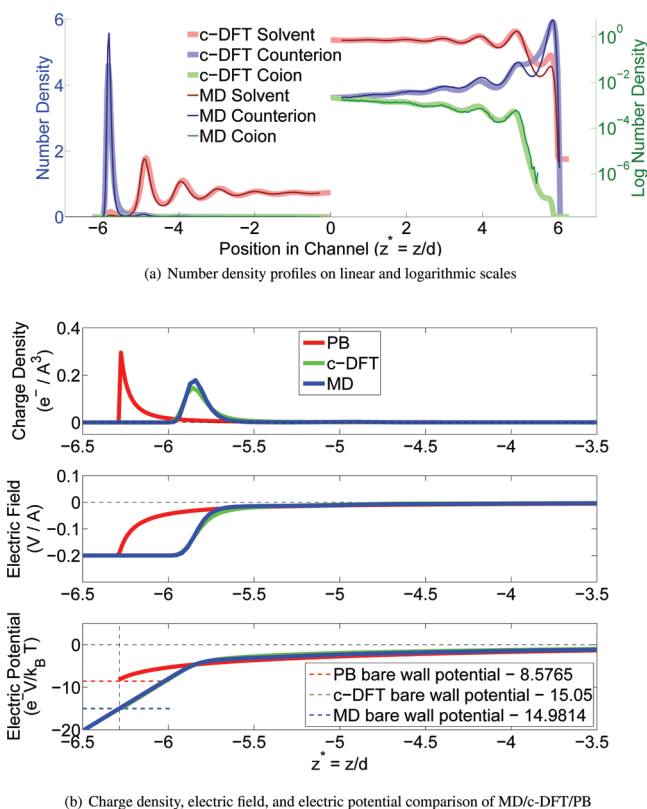 6
4
2
0
Number Density
c-DFT Solvent
c-DFT Counterion
c-DFT Coion
MD Solvent
MD Counterion
MD Coion
10^0
10^-2
10^-4
10^-6
Log Number Density
−6 −4 −2 0 2 4 6
Position in Channel (z* = z/d)
(a) Number density profiles on linear and logarithmic scales
Charge Density
(e⁻ / A³)
0.4
0.2
0
PB
c-DFT
MD
−6.5 −6 −5.5 −5 −4.5 −4 −3.5
Electric Field
(V / A)
0.1
0
−0.1
−0.2
−6.5 −6 −5.5 −5 −4.5 −4 −3.5
Electric Potential
(e⁻V/k_B T)
0
−10
−20
PB bare wall potential − 8.5765
c-DFT bare wall potential − 15.05
MD bare wall potential − 14.9814
−6.5 −6 −5.5 −5 −4.5 −4 −3.5
z* = z/d
(b) Charge density, electric field, and electric potential comparison of MD/c-DFT/PB